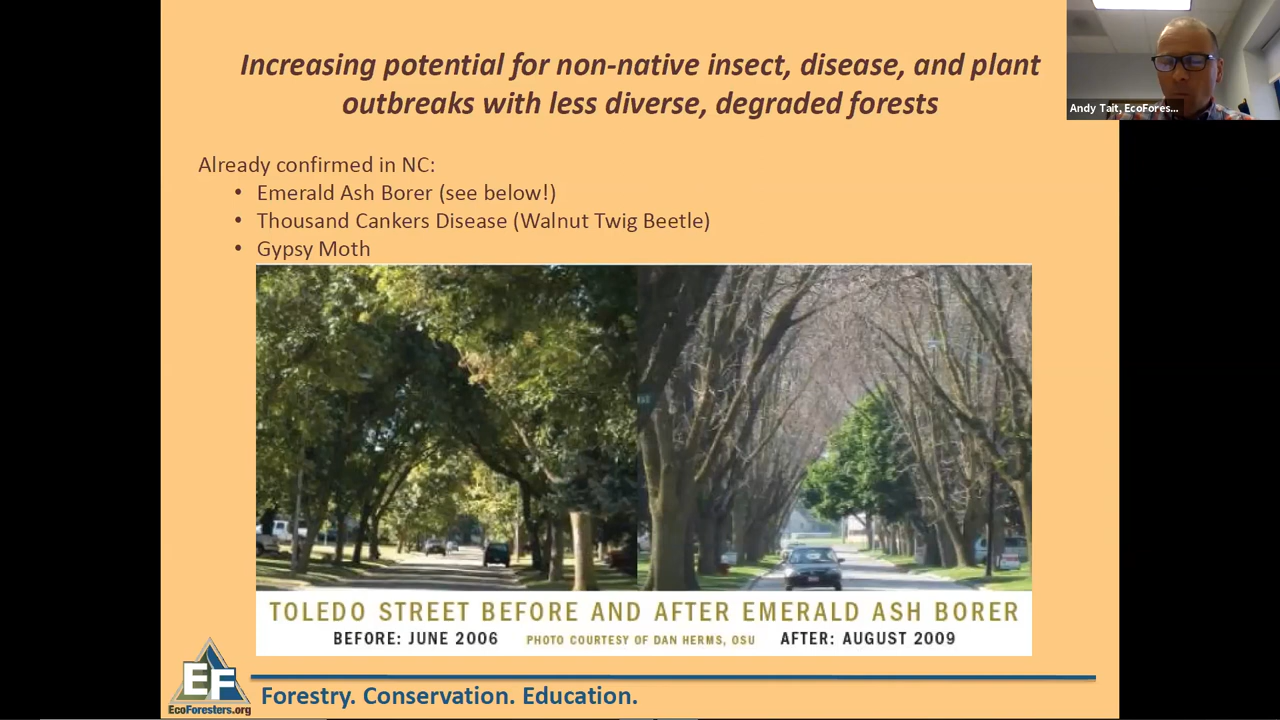 Increasing potential for non-native insect, disease, and plant
outbreaks with less diverse, degraded forests
Andy Tait, EcoFores...
Already confirmed in NC:
• Emerald Ash Borer (see below!)
• Thousand Cankers Disease (Walnut Twig Beetle)
• Gypsy Moth
TOLEDO STREET BEFORE AND AFTER EMERALD ASH BORER
BEFORE: JUNE 2006 PHOTO COURTESY OF DAN HERMS, OSU AFTER: AUGUST 2009
EF
EcoForesters.org
Forestry. Conservation. Education.